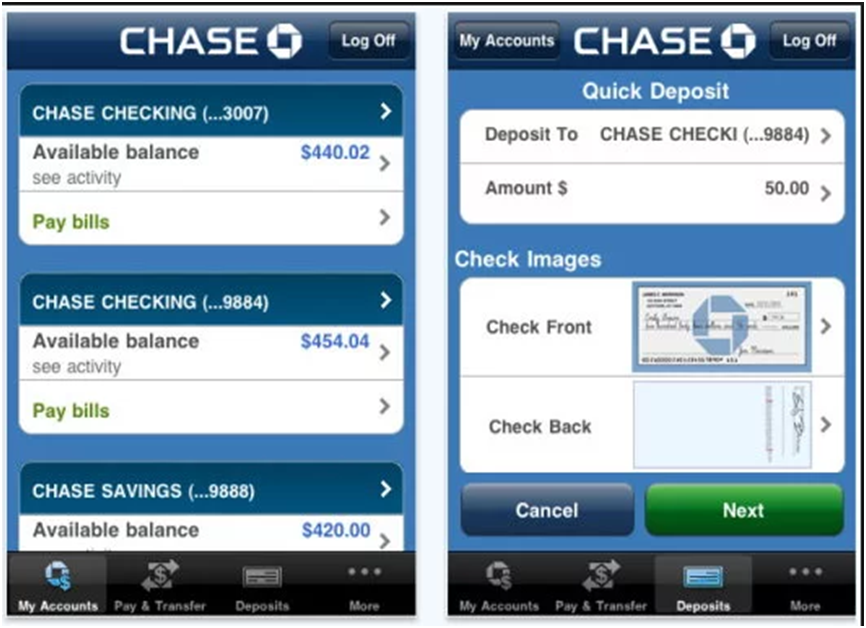 CHASE
Log Off
CHASE CHECKING (...3007)
Available balance $440.02
see activity
Pay bills
CHASE CHECKING (...9884)
Available balance $454.04
see activity
Pay bills
CHASE SAVINGS (...9888)
Available balance $420.00
My Accounts Pay & Transfer Deposits More
My Accounts CHASE Log Off
Quick Deposit
Deposit To CHASE CHECKI (...9884)
Amount $ 50.00
Check Images
Check Front
Check Back
Cancel Next
My Accounts Pay & Transfer Deposits More